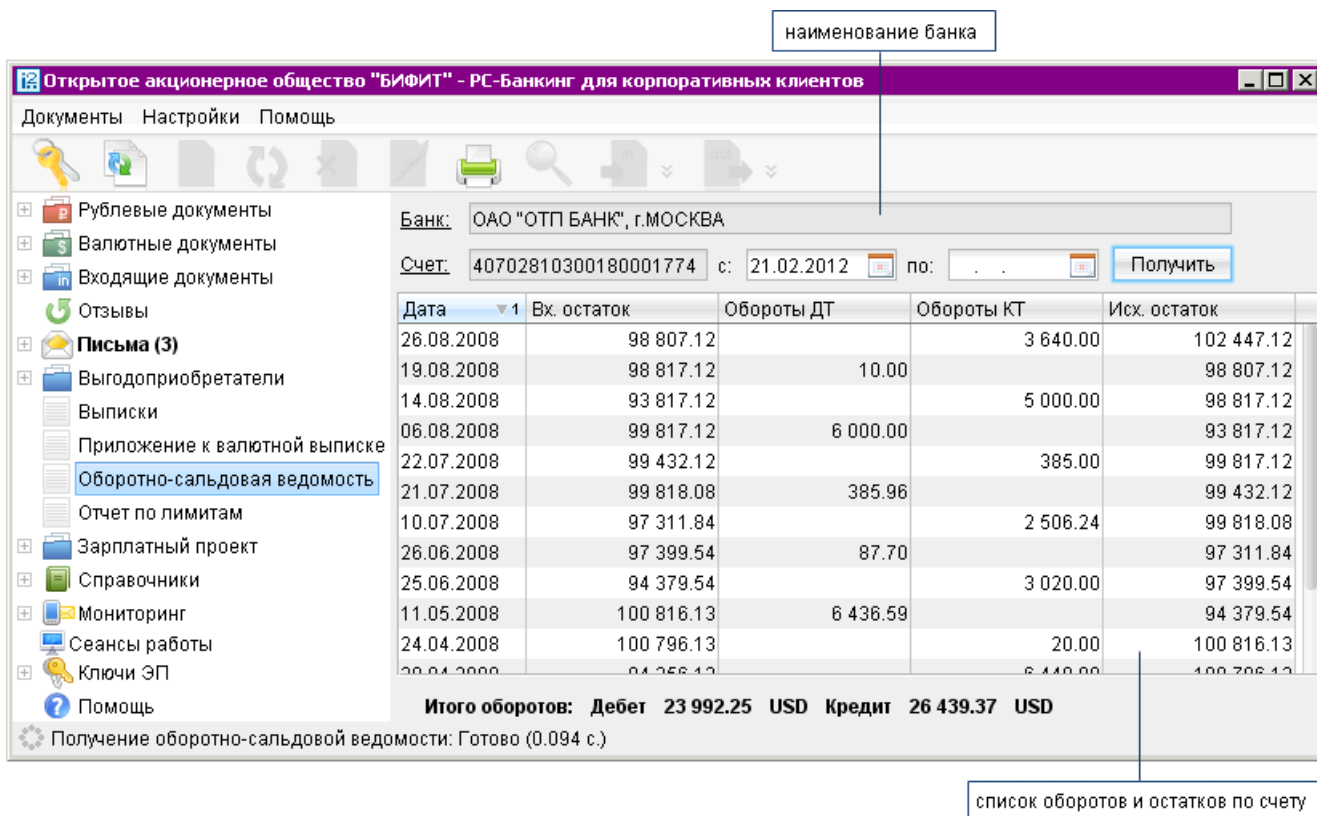 наименование банка
Открытое акционерное общество "БИФИТ" - РС-Банкинг для корпоративных клиентов
Документы Настройки Помощь
in out
Рублевые документы
Валютные документы
Входящие документы
Отзывы
Письма (3)
Выгодоприобретатели
Выписки
Приложение к валютной выписке
Оборотно-сальдовая ведомость
Отчет по лимитам
Зарплатный проект
Справочники
Мониторинг
Сеансы работы
Ключи ЭП
Помощь
Банк: ОАО "ОТП БАНК", г.МОСКВА
Счет: 40702810300180001774 с: 21.02.2012 по: . . Получить
Дата 1 Вх. остаток Обороты ДТ Обороты КТ Исх. остаток
26.08.2008 98 807.12 3 640.00 102 447.12
19.08.2008 98 817.12 10.00 98 807.12
14.08.2008 93 817.12 5 000.00 98 817.12
06.08.2008 99 817.12 6 000.00 93 817.12
22.07.2008 99 432.12 385.00 99 817.12
21.07.2008 99 818.08 385.96 99 432.12
10.07.2008 97 311.84 2 506.24 99 818.08
26.06.2008 97 399.54 87.70 97 311.84
25.06.2008 94 379.54 3 020.00 97 399.54
11.05.2008 100 816.13 6 436.59 94 379.54
24.04.2008 100 796.13 20.00 100 816.13
Итого оборотов: Дебет 23 992.25 USD Кредит 26 439.37 USD
Получение оборотно-сальдовой ведомости: Готово (0.094 с.)
список оборотов и остатков по счету